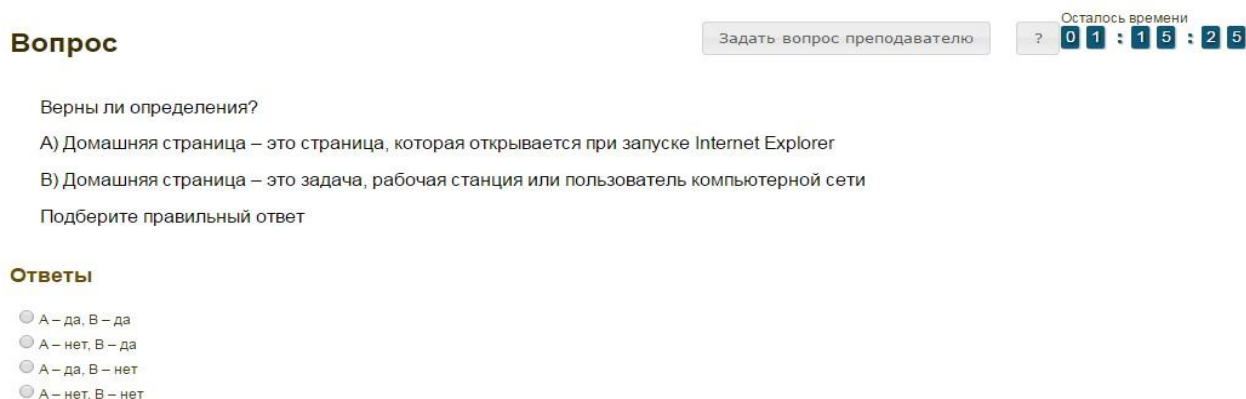 Осталось времени
Вопрос
Задать вопрос преподавателю
?
01:15:25
Верны ли определения?
А) Домашняя страница – это страница, которая открывается при запуске Internet Explorer
В) Домашняя страница – это задача, рабочая станция или пользователь компьютерной сети
Подберите правильный ответ
Ответы
А – да, В – да
А – нет, В – да
А – да, В – нет
А – нет, В – нет